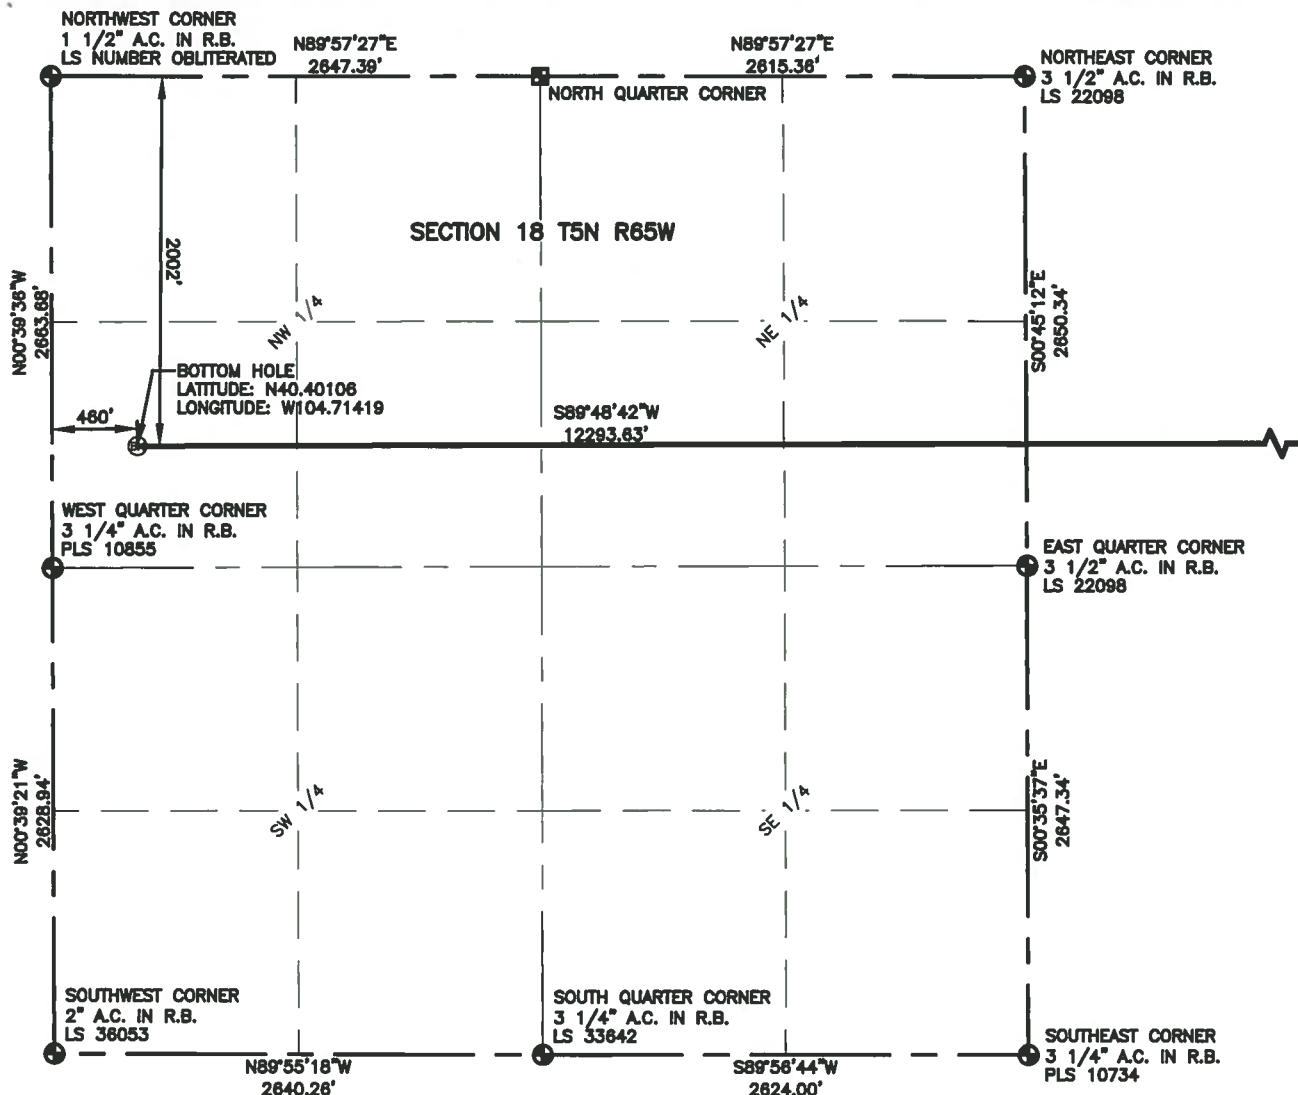 NORTHWEST CORNER
1 1/2" A.C. IN R.B.
LS NUMBER OBLITERATED
N89°57'27"E
2647.39'
N89°57'27"E
2615.36'
NORTHEAST CORNER
3 1/2" A.C. IN R.B.
LS 22098
NORTH QUARTER CORNER
SECTION 18 T5N R65W
2002'
N00°39'36"W
2663.68'
NW 1/4
NE 1/4
S00°45'12"E
2650.34'
BOTTOM HOLE
LATITUDE: N40.40106
LONGITUDE: W104.71419
460'
S89°48'42"W
12293.63'
WEST QUARTER CORNER
3 1/4" A.C. IN R.B.
PLS 10855
EAST QUARTER CORNER
3 1/2" A.C. IN R.B.
LS 22098
N00°39'21"W
2628.94'
SW 1/4
SE 1/4
S00°35'37"E
2647.34'
SOUTHWEST CORNER
2" A.C. IN R.B.
LS 36053
SOUTH QUARTER CORNER
3 1/4" A.C. IN R.B.
LS 33642
SOUTHEAST CORNER
3 1/4" A.C. IN R.B.
PLS 10734
N89°55'18"W
2640.26'
S89°56'44"W
2624.00'